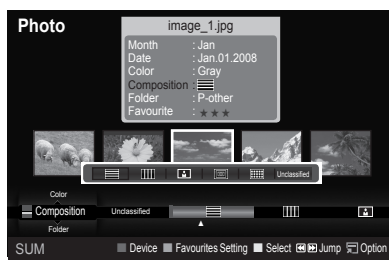 Photo
image_1.jpg
Month : Jan
Date : Jan.01.2008
Color : Gray
Composition :
Folder : P-other
Favourite : ★ ★ ★
Unclassified
Color
Composition
Unclassified
Folder
SUM
Device
Favourites Setting
Select
Jump
Option